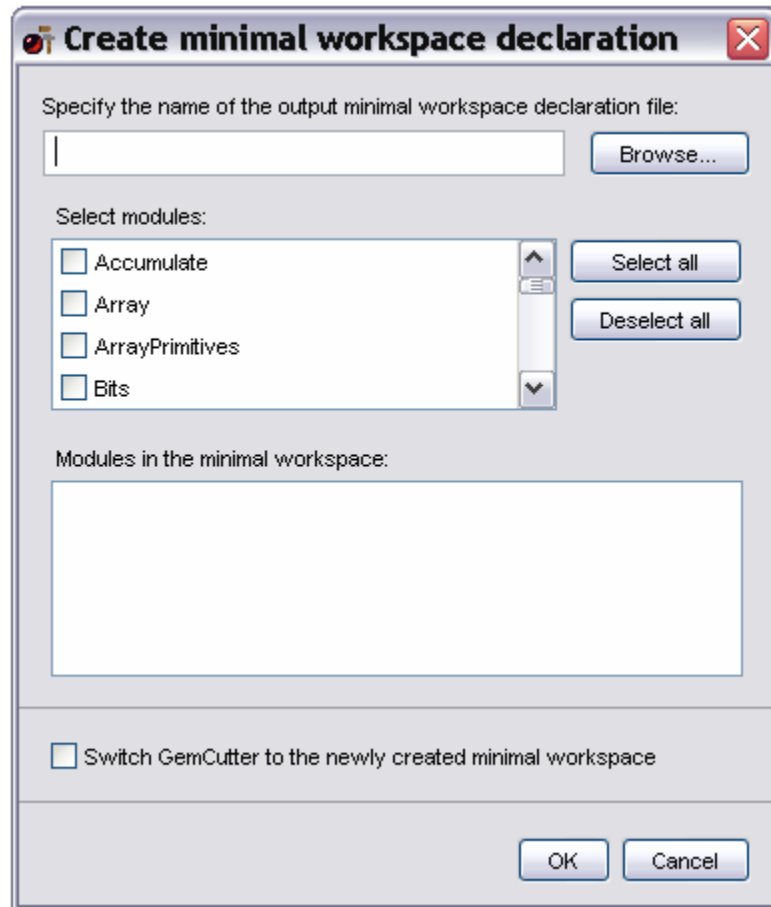 Create minimal workspace declaration
Specify the name of the output minimal workspace declaration file:
Browse...
Select modules:
Accumulate
Array
ArrayPrimitives
Bits
Select all
Deselect all
Modules in the minimal workspace:
Switch GemCutter to the newly created minimal workspace
OK
Cancel